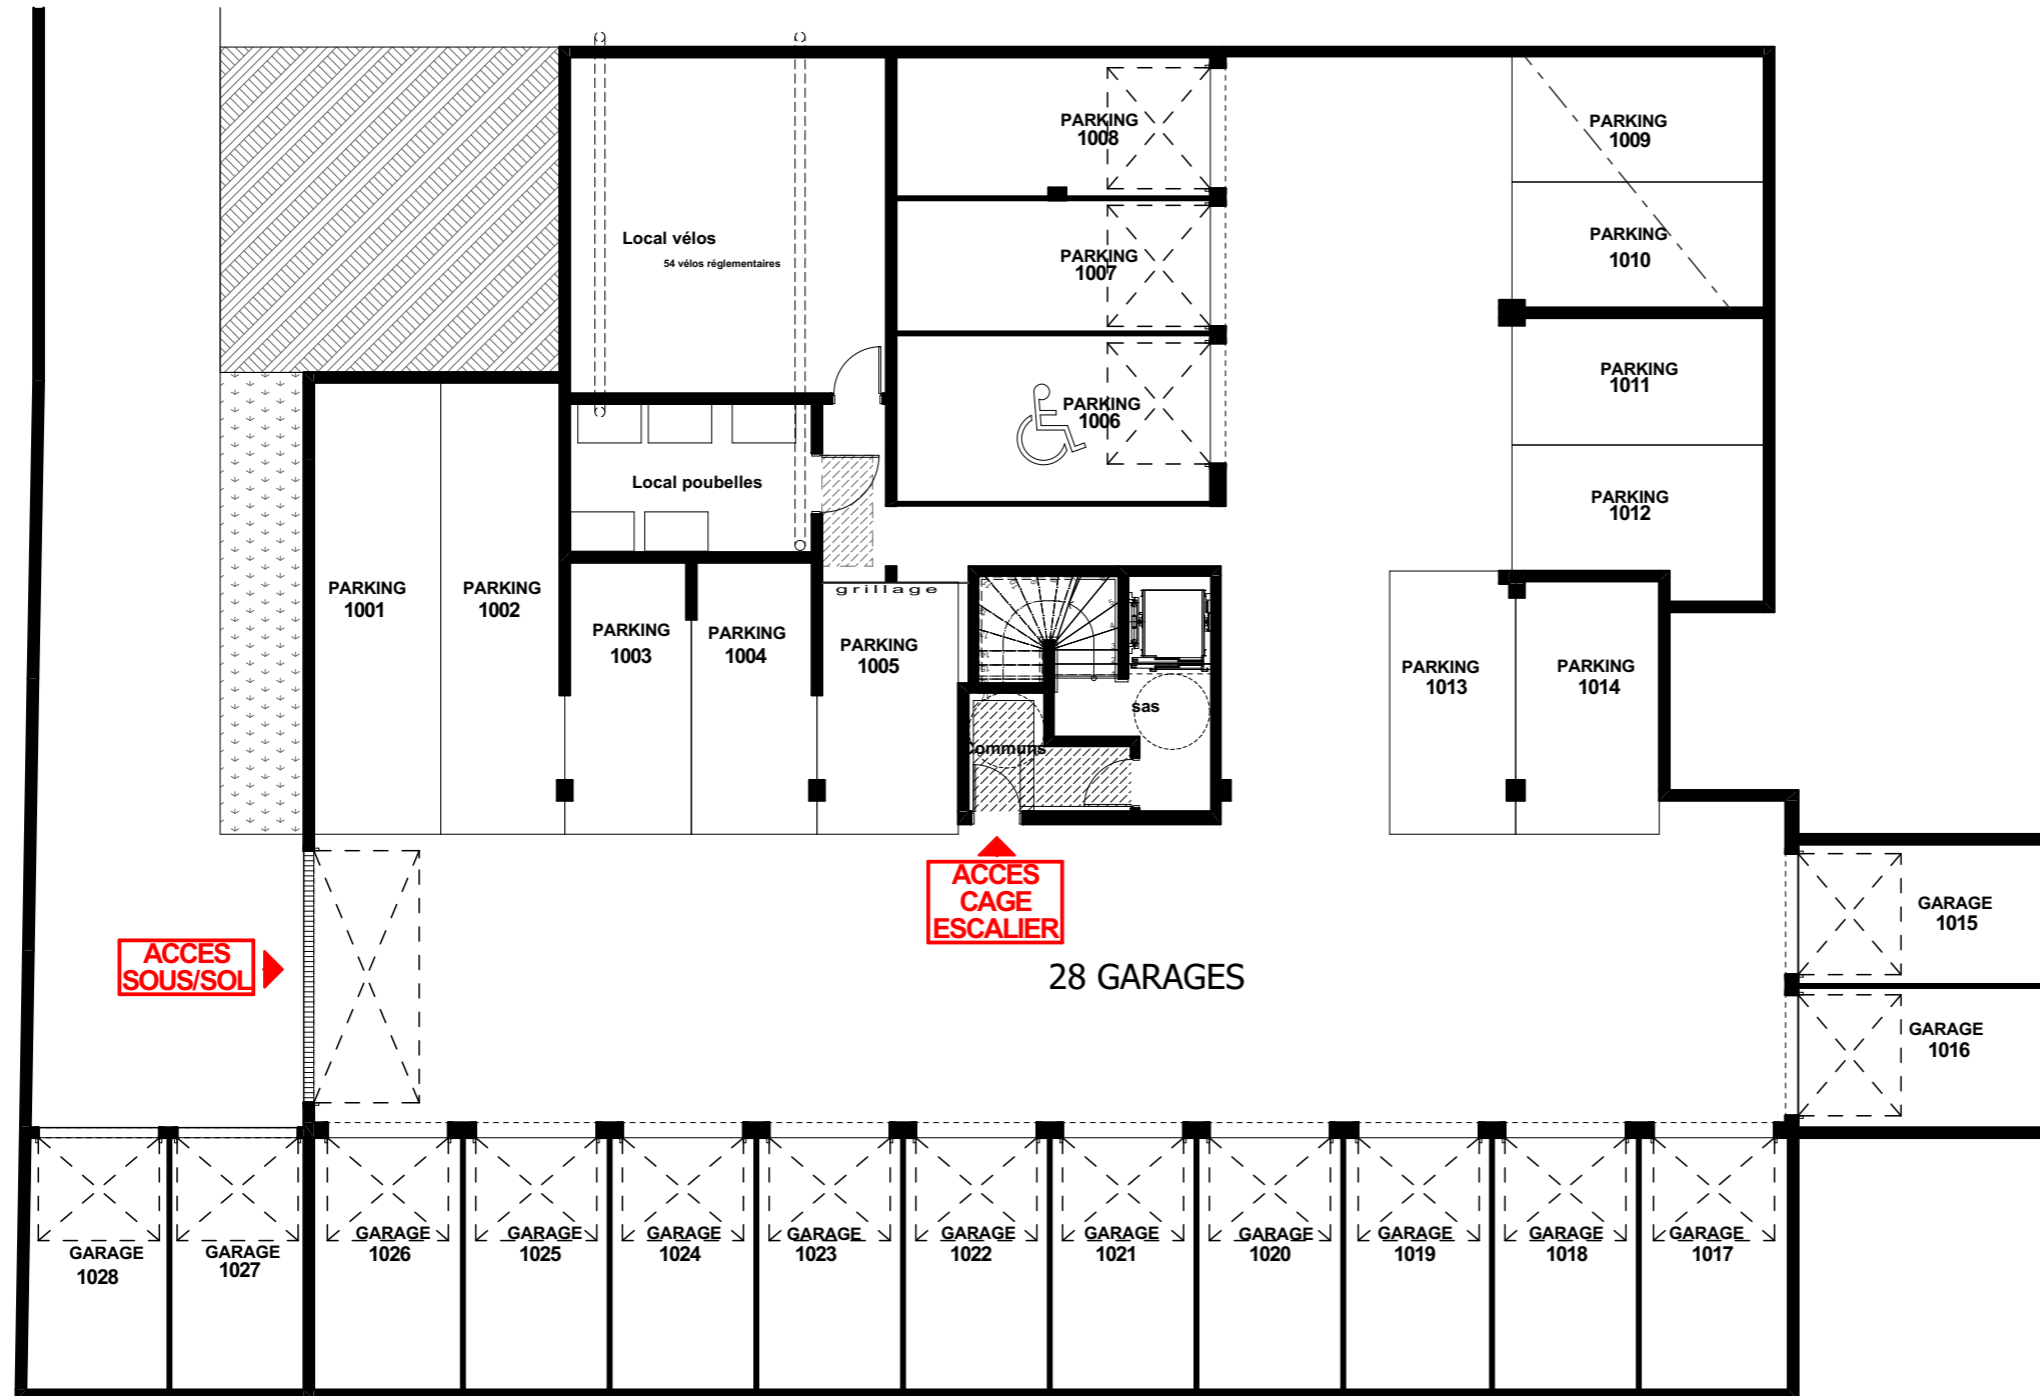 PARKING
1008
PARKING
1009
Local vélos
54 vélos réglementaires
PARKING
1007
PARKING
1010
PARKING
1006
PARKING
1011
Local poubelles
PARKING
1012
PARKING
1001
PARKING
1002
grillage
PARKING
1003
PARKING
1004
PARKING
1005
PARKING
1013
PARKING
1014
sas
Communs
ACCES
CAGE
ESCALIER
ACCES
SOUS/SOL
28 GARAGES
GARAGE
1015
GARAGE
1016
GARAGE
1028
GARAGE
1027
GARAGE
1026
GARAGE
1025
GARAGE
1024
GARAGE
1023
GARAGE
1022
GARAGE
1021
GARAGE
1020
GARAGE
1019
GARAGE
1018
GARAGE
1017